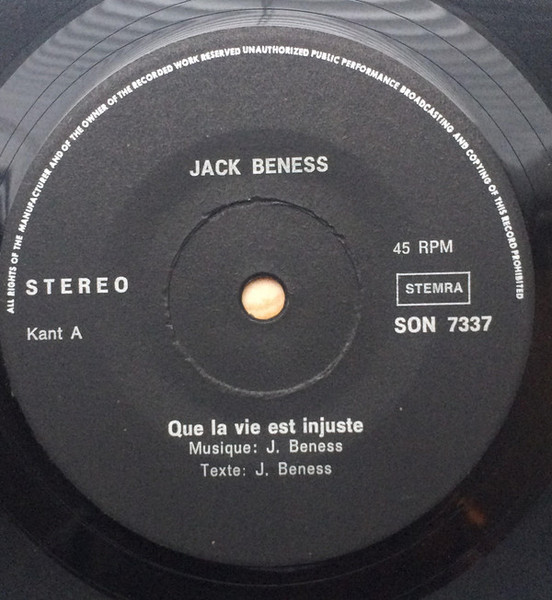 ALL RIGHTS OF THE MANUFACTURER AND OF THE OWNER OF THE RECORDED WORK RESERVED UNAUTHORIZED PUBLIC PERFORMANCE BROADCASTING AND COPYING OF THIS RECORD PROHIBITED
JACK BENESS
45 RPM
STEREO
STEMRA
Kant A
SON 7337
Que la vie est injuste
Musique: J. Beness
Texte: J. Beness